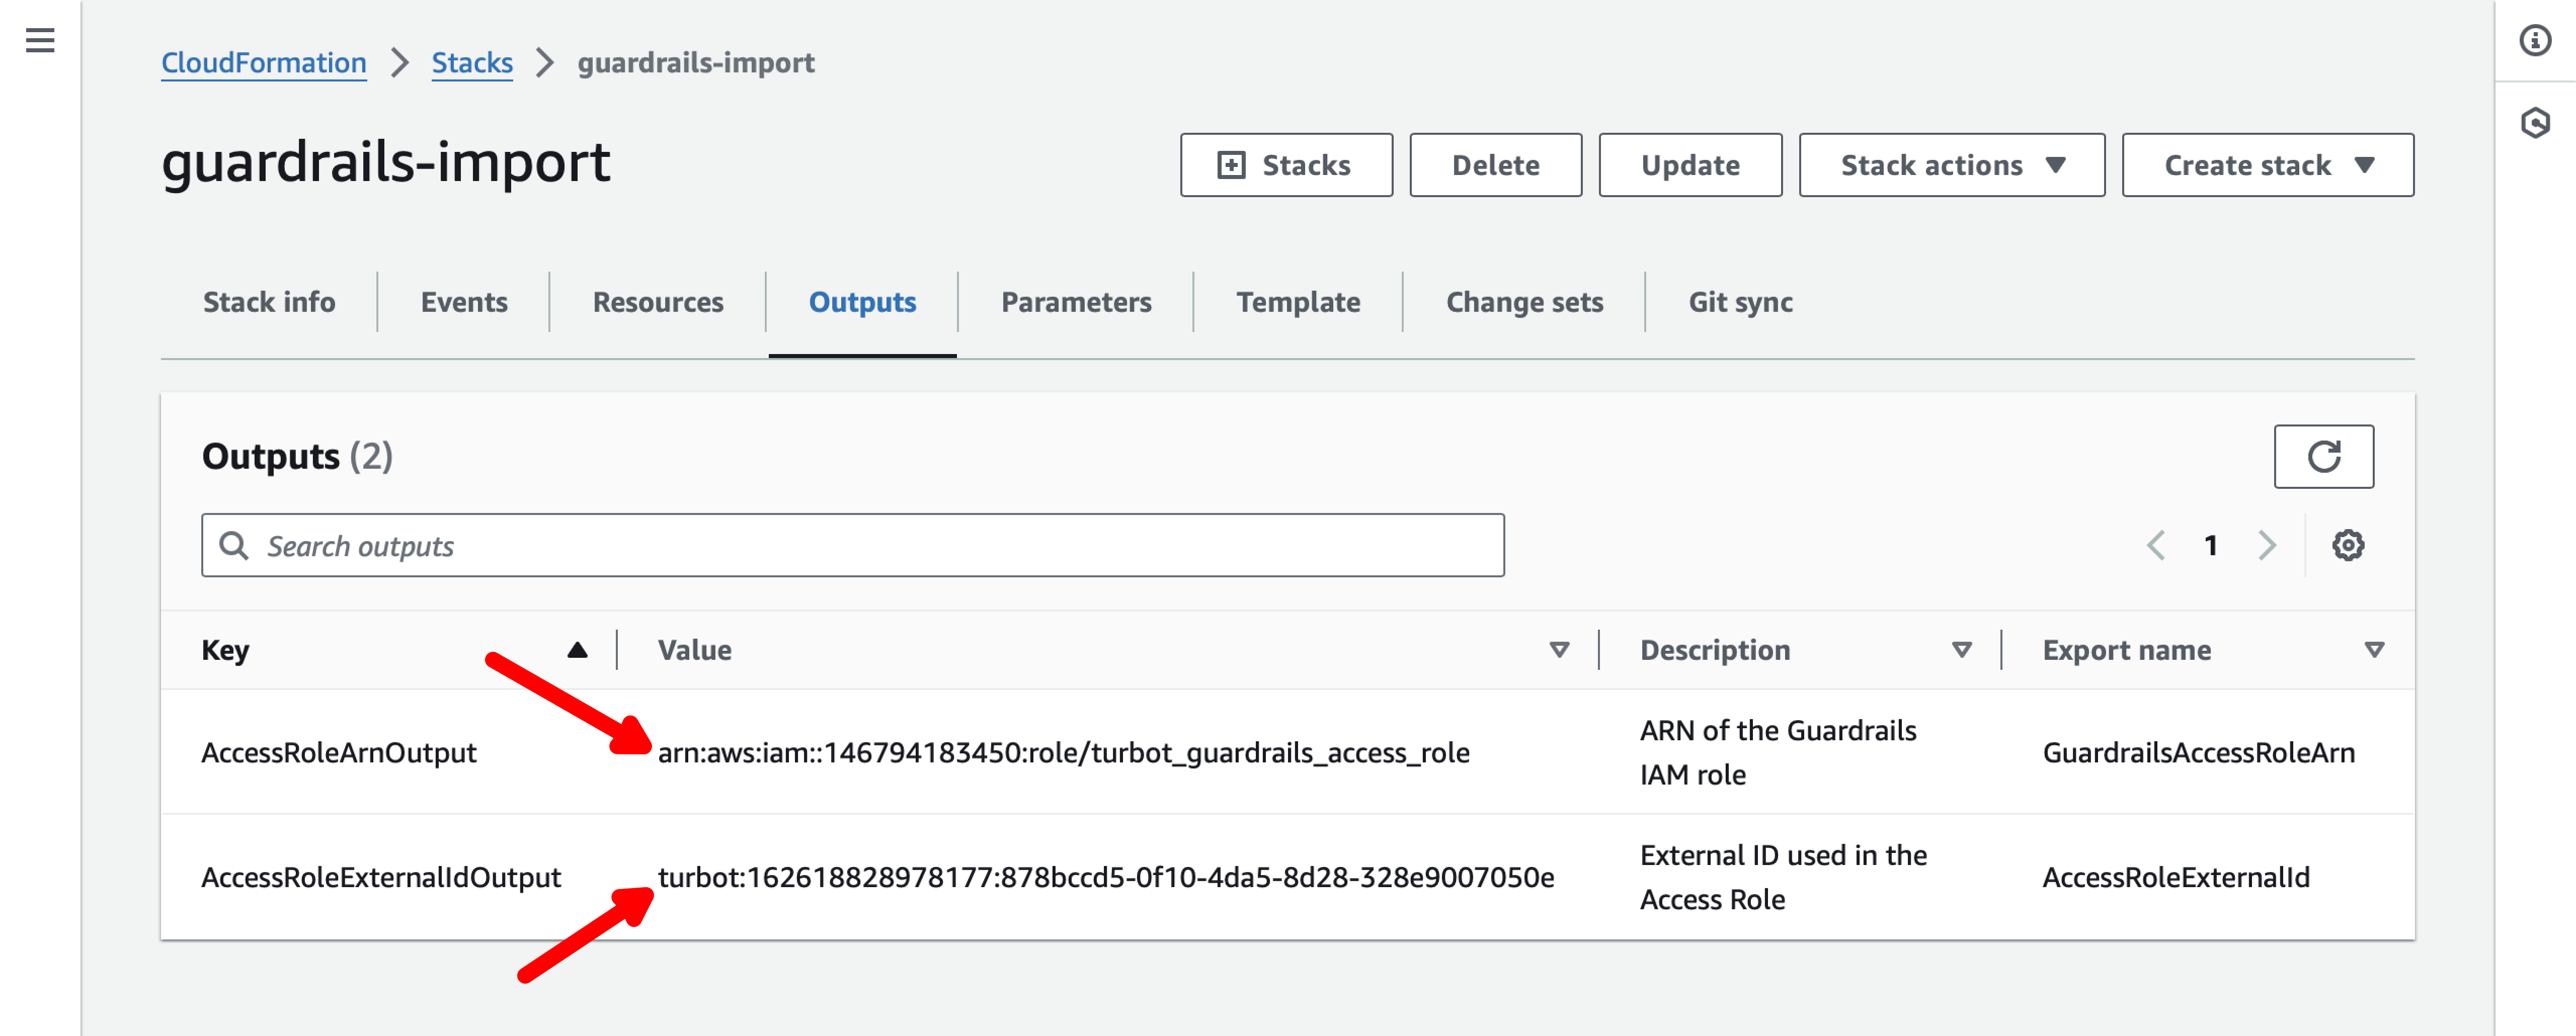 CloudFormation > Stacks > guardrails-import
guardrails-import
Stacks Delete Update Stack actions Create stack
Stack info Events Resources Outputs Parameters Template Change sets Git sync
Outputs (2)
Search outputs
1
Key Value Description Export name
AccessRoleArnOutput arn:aws:iam::146794183450:role/turbot_guardrails_access_role ARN of the Guardrails IAM role GuardrailsAccessRoleArn
AccessRoleExternalIdOutput turbot:162618828978177:878bccd5-0f10-4da5-8d28-328e9007050e External ID used in the Access Role AccessRoleExternalId